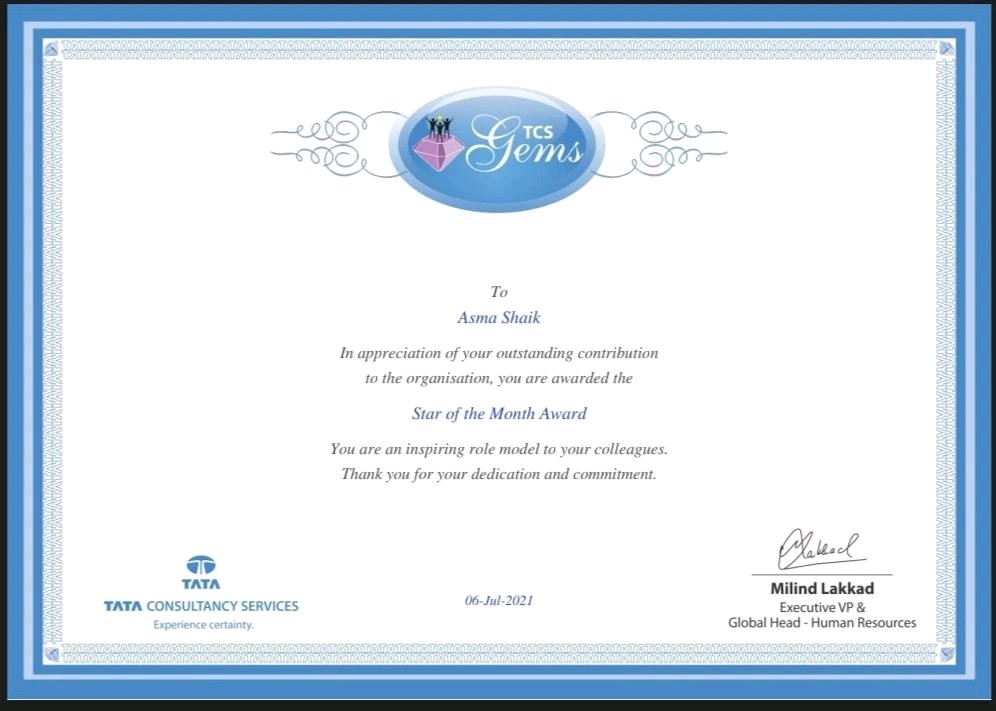 TCS
Gems
To
Asma Shaik
In appreciation of your outstanding contribution
to the organisation, you are awarded the
Star of the Month Award
You are an inspiring role model to your colleagues.
Thank you for your dedication and commitment.
TATA
TATA CONSULTANCY SERVICES
Experience certainty.
06-Jul-2021
Lakkad
Milind Lakkad
Executive VP &
Global Head - Human Resources